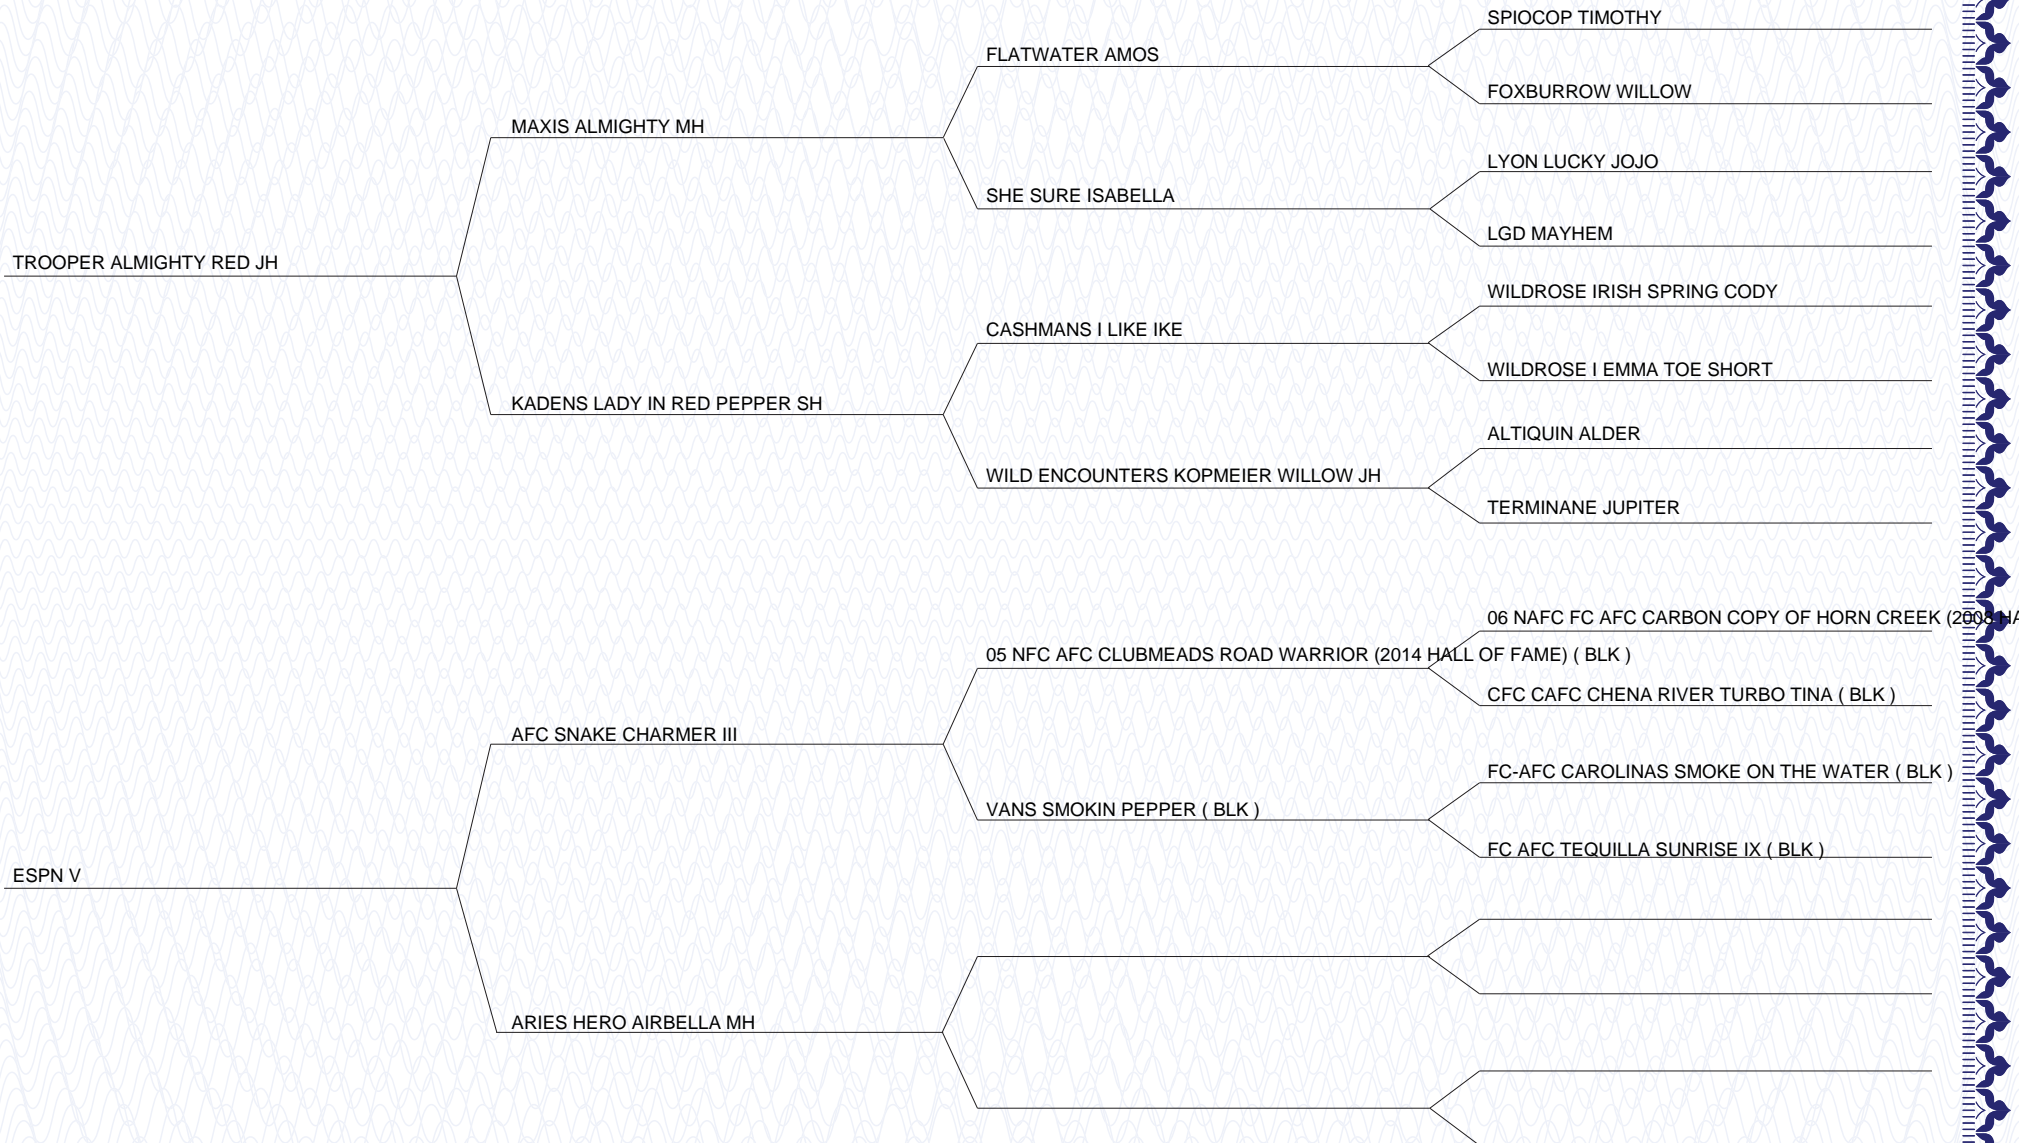 SPIOCOP TIMOTHY
FLATWATER AMOS
FOXBURROW WILLOW
MAXIS ALMIGHTY MH
LYON LUCKY JOJO
SHE SURE ISABELLA
LGD MAYHEM
TROOPER ALMIGHTY RED JH
WILDROSE IRISH SPRING CODY
CASHMANS I LIKE IKE
WILDROSE I EMMA TOE SHORT
KADENS LADY IN RED PEPPER SH
ALTIQUIN ALDER
WILD ENCOUNTERS KOPMEIER WILLOW JH
TERMINANE JUPITER
06 NAFC FC AFC CARBON COPY OF HORN CREEK (2008 HA
05 NFC AFC CLUBMEADS ROAD WARRIOR (2014 HALL OF FAME) ( BLK )
CFC CAFC CHENA RIVER TURBO TINA ( BLK )
AFC SNAKE CHARMER III
FC-AFC CAROLINAS SMOKE ON THE WATER ( BLK )
VANS SMOKIN PEPPER ( BLK )
FC AFC TEQUILLA SUNRISE IX ( BLK )
ESPN V
ARIES HERO AIRBELLA MH